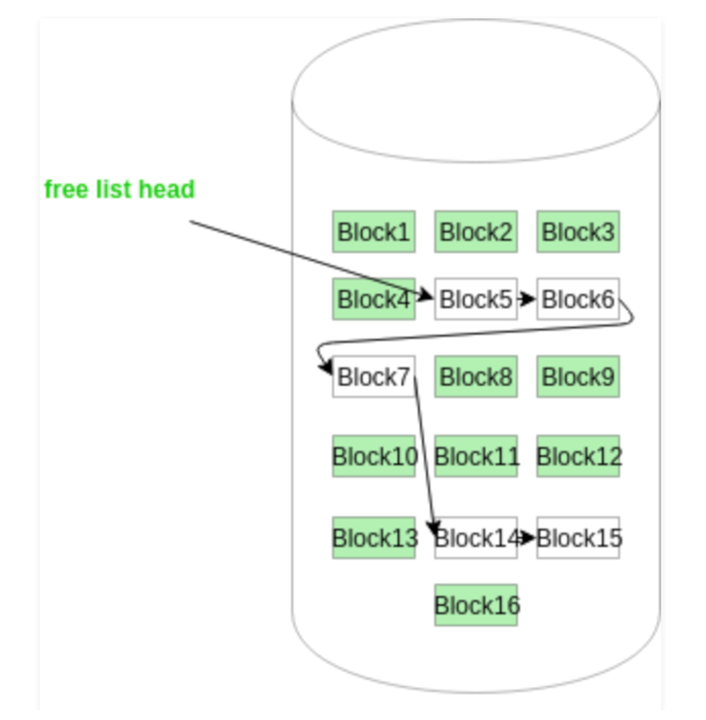 free list head
Block1 Block2 Block3
Block4 Block5 Block6
Block7 Block8 Block9
Block10 Block11 Block12
Block13 Block14 Block15
Block16